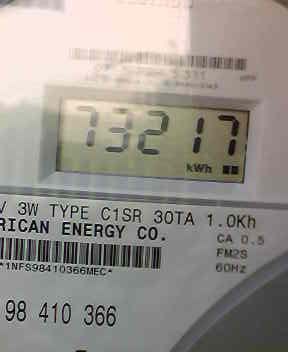 73217
kWh
V 3W TYPE C1SR 30TA 1.0Kh
RICAN ENERGY CO.
CA 0.5
FM2S
60Hz
*1NFS98410366MEC*
98 410 366